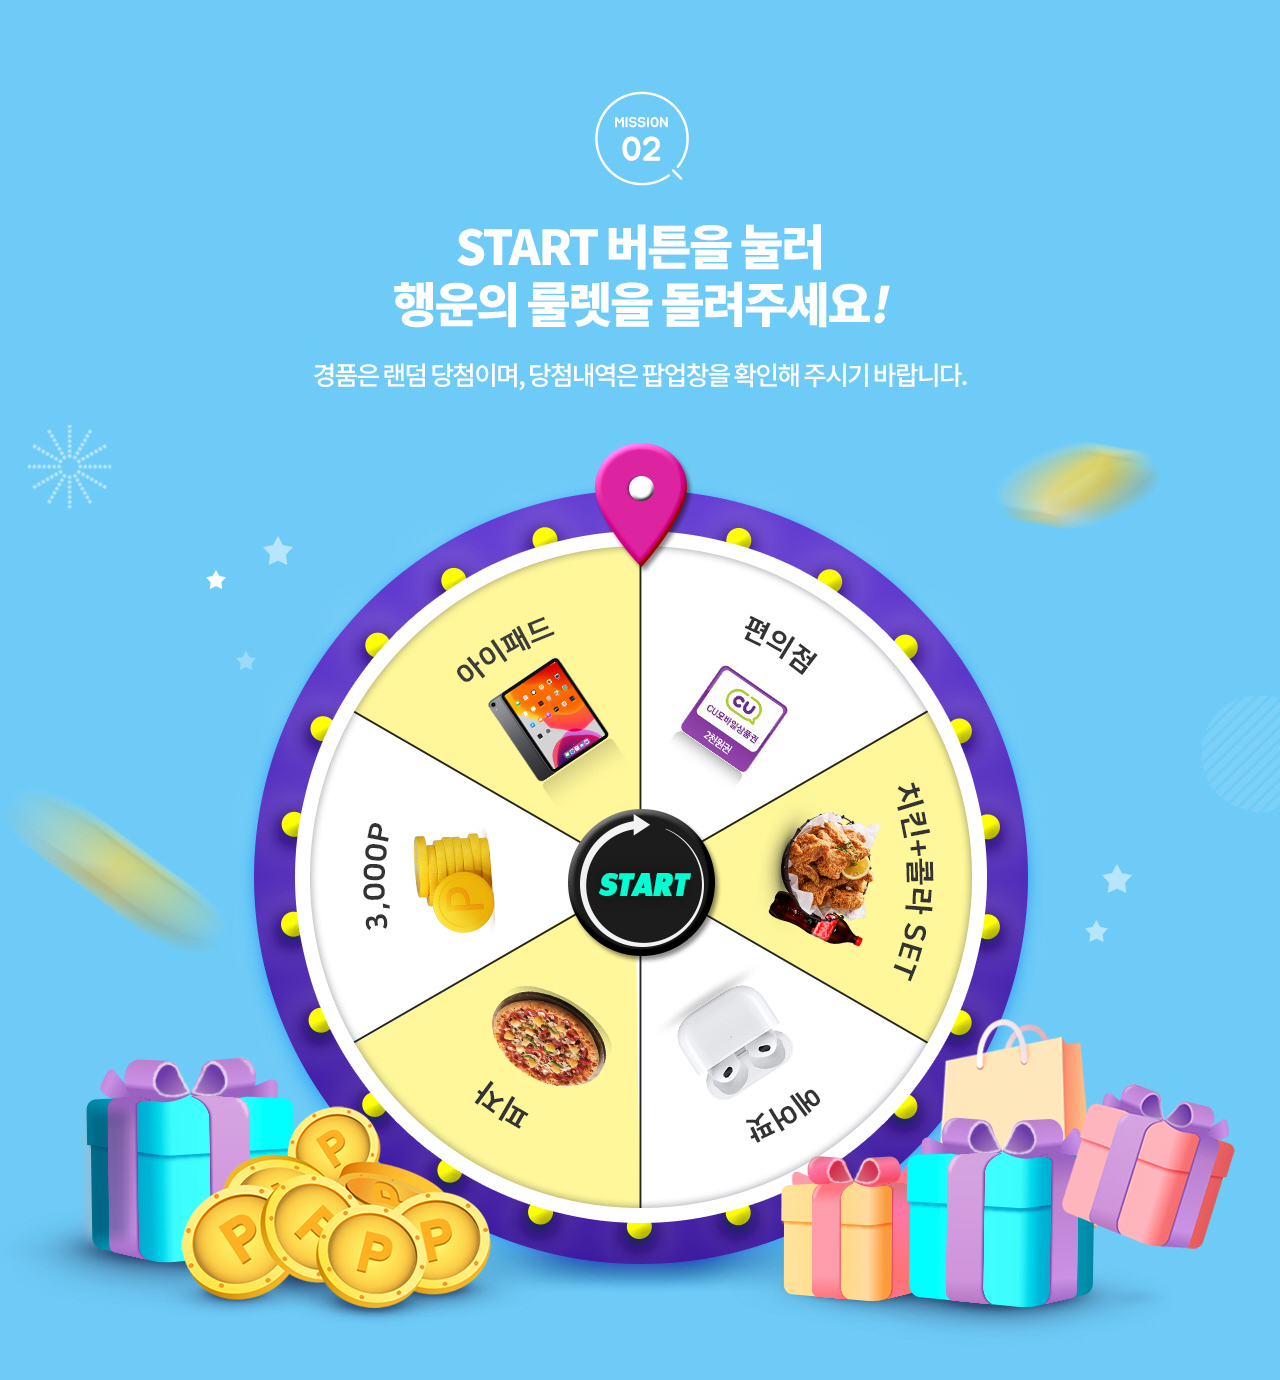 MISSION
02
START 버튼을 눌러
행운의 룰렛을 돌려주세요!
경품은 랜덤 당첨이며, 당첨내역은 팝업창을 확인해 주시기 바랍니다.
아이패드
편의점
CU
CU모바일상품권
2천원권
3,000P
P
START
치킨+콜라 SET
피자
에어팟
P
P
P
P
P